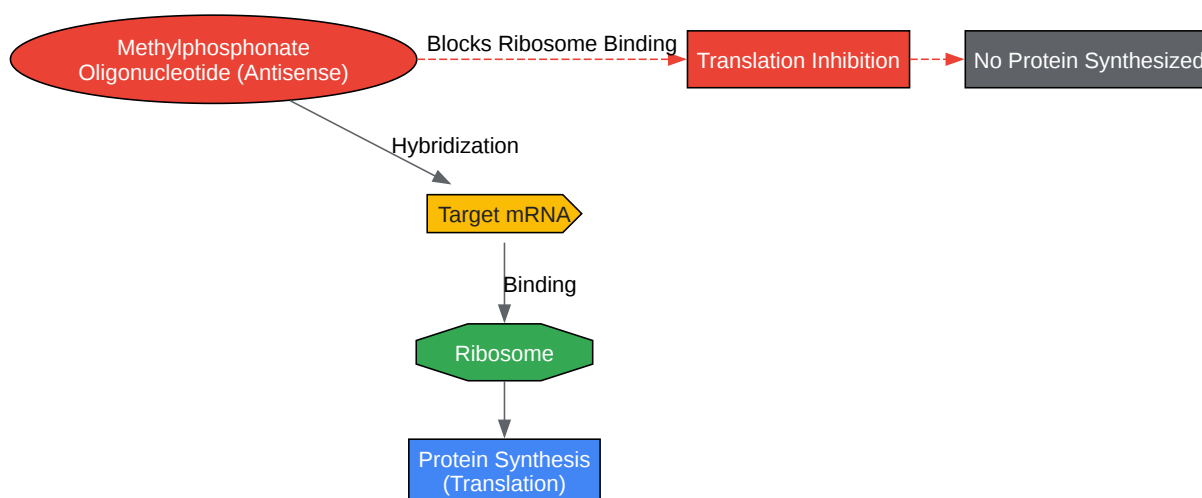 Methylphosphonate
Oligonucleotide (Antisense)
Blocks Ribosome Binding
Translation Inhibition
No Protein Synthesized
Hybridization
Target mRNA
Binding
Ribosome
Protein Synthesis
(Translation)